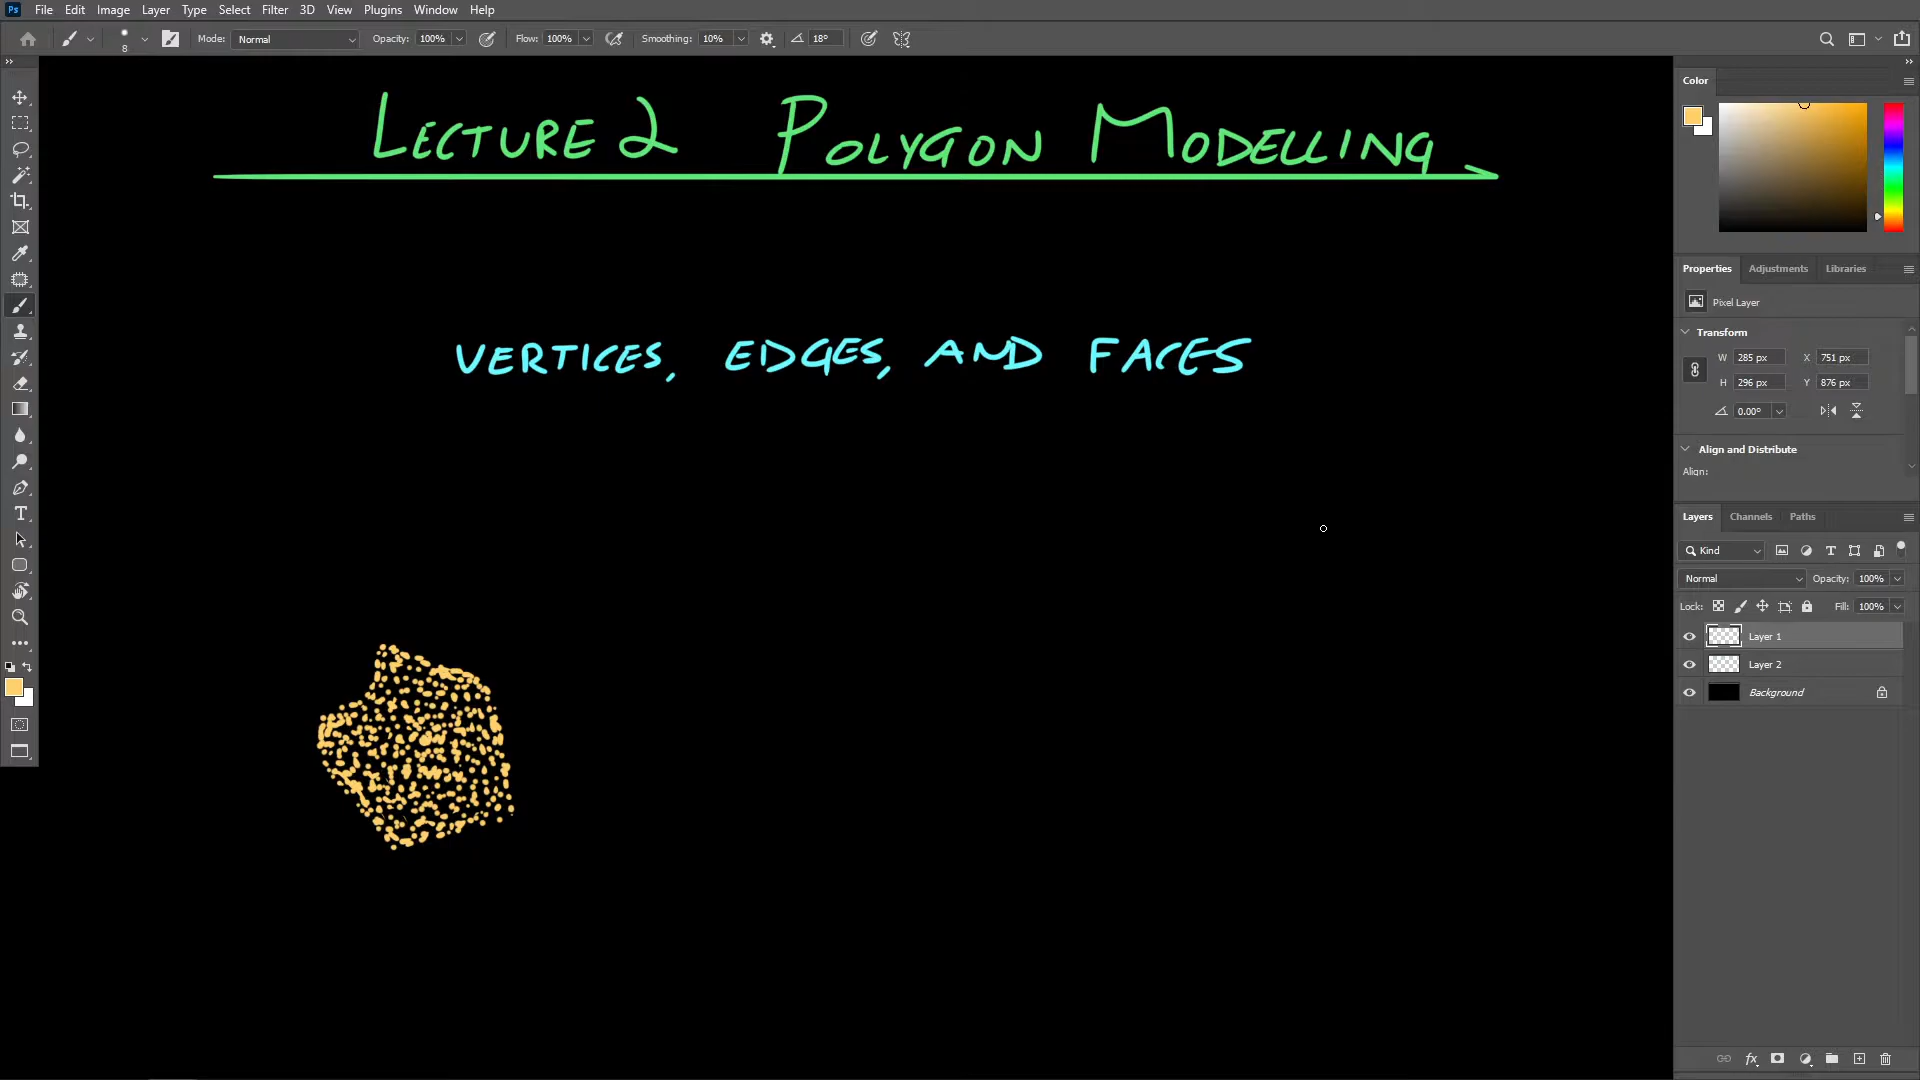 Ps File Edit Image Layer Type Select Filter 3D View Plugins Window Help
8 Mode: Normal Opacity: 100% Flow: 100% Smoothing: 10% 18°
LECTURE 2 POLYGON MODELLING
VERTICES, EDGES, AND FACES
Color
Properties Adjustments Libraries
Pixel Layer
Transform
W 285 px X 751 px
H 296 px Y 876 px
0.00°
Align and Distribute
Align:
Layers Channels Paths
Kind
Normal Opacity: 100%
Lock: Fill: 100%
Layer 1
Layer 2
Background
fx